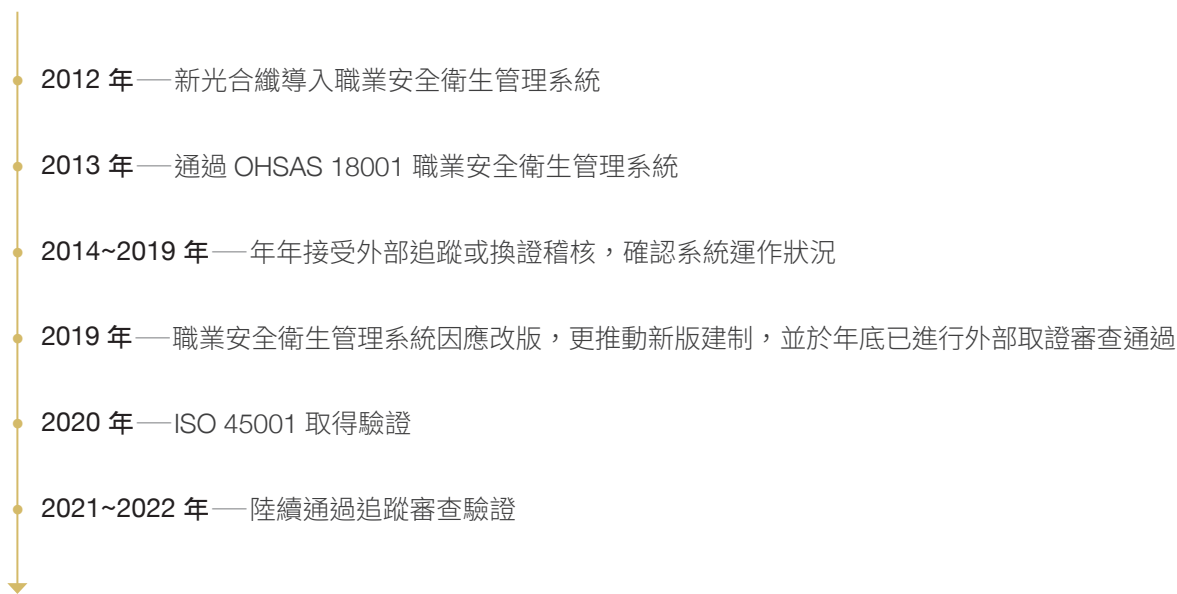 2012 年──新光合纖導入職業安全衛生管理系統
2013 年──通過 OHSAS 18001 職業安全衛生管理系統
2014~2019 年──年年接受外部追蹤或換證稽核，確認系統運作狀況
2019 年──職業安全衛生管理系統因應改版，更推動新版建制，並於年底已進行外部取證審查通過
2020 年──ISO 45001 取得驗證
2021~2022 年──陸續通過追蹤審查驗證